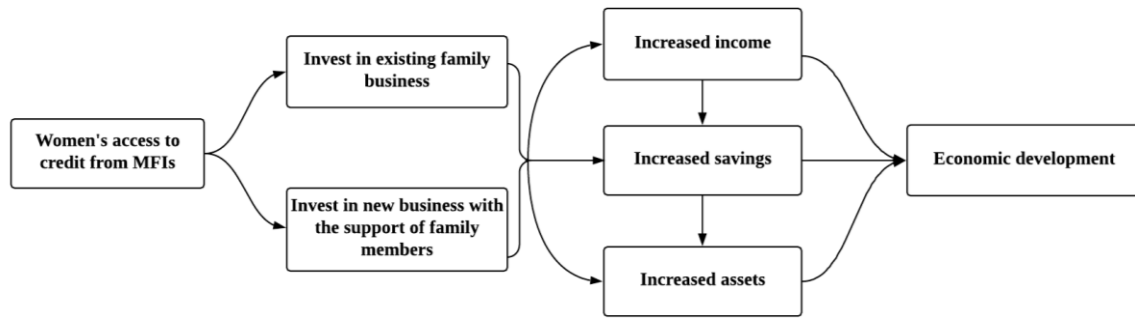 Women's access to
credit from MFIs
Invest in existing family
business
Invest in new business with
the support of family
members
Increased income
Increased savings
Increased assets
Economic development